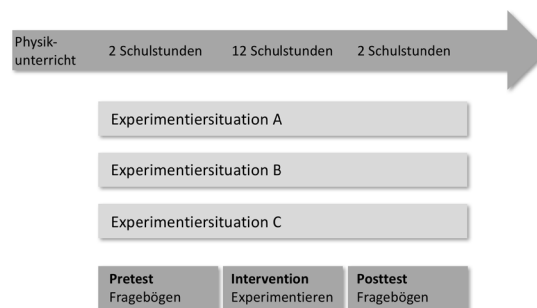 Physik-
unterricht
2 Schulstunden
12 Schulstunden
2 Schulstunden
Experimentiersituation A
Experimentiersituation B
Experimentiersituation C
Pretest
Fragebögen
Intervention
Experimentieren
Posttest
Fragebögen